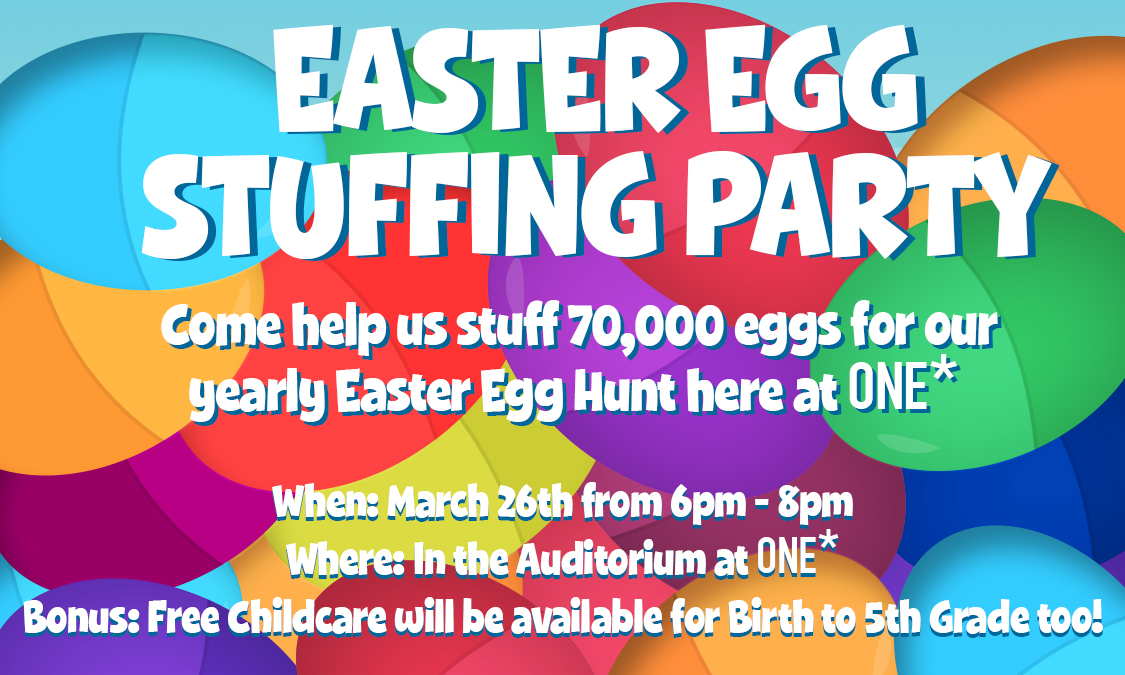 EASTER EGG
STUFFING PARTY
Come help us stuff 70,000 eggs for our
yearly Easter Egg Hunt here at ONE*
When: March 26th from 6pm - 8pm
Where: In the Auditorium at ONE*
Bonus: Free Childcare will be available for Birth to 5th Grade too!